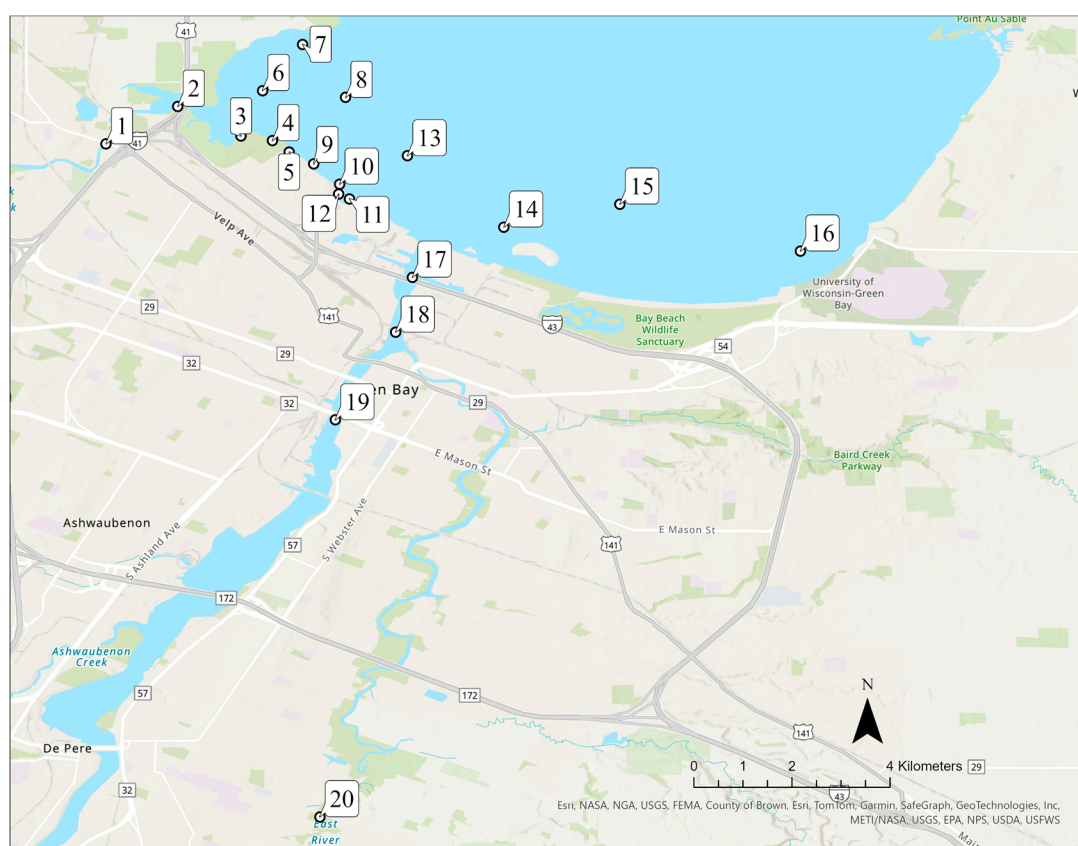 Point Au Sable
41
7
6
8
2
3
1
41
4
13
9
5
10
15
12
11
14
16
Velp Ave
17
University of
Wisconsin-Green
Bay
29
141
18
43
Bay Beach
Wildlife
Sanctuary
54
29
32
en Bay
32
19
29
E Mason St
Baird Creek
Parkway
Ashwaubenon
S Ashland Ave
S Webster Ave
E Mason St
57
141
172
Ashwaubenon
Creek
57
172
N
141
De Pere
0 1 2 4 Kilometers
29
32
43
20
East
River
Esri, NASA, NGA, USGS, FEMA, County of Brown, Esri, TomTom, Garmin, SafeGraph, GeoTechnologies, Inc,
METI/NASA, USGS, EPA, NPS, USDA, USFWS